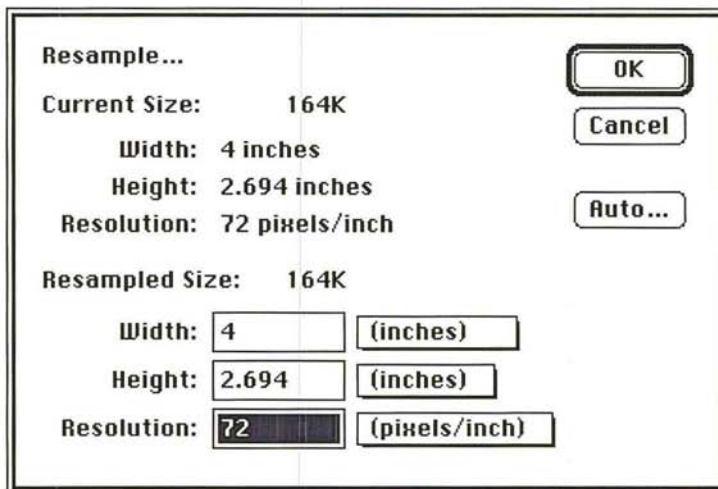 Resample...
OK
Current Size: 164K
Cancel
Width: 4 inches
Height: 2.694 inches
Auto...
Resolution: 72 pixels/inch
Resampled Size: 164K
Width: 4 (inches)
Height: 2.694 (inches)
Resolution: 72 (pixels/inch)